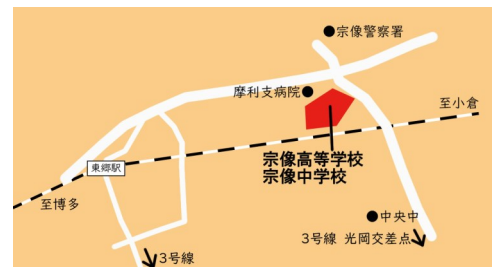 宗像警察署
摩利支病院
至小倉
宗像高等学校
宗像中学校
東郷駅
至博多
中央中
3号線 光岡交差点
3号線